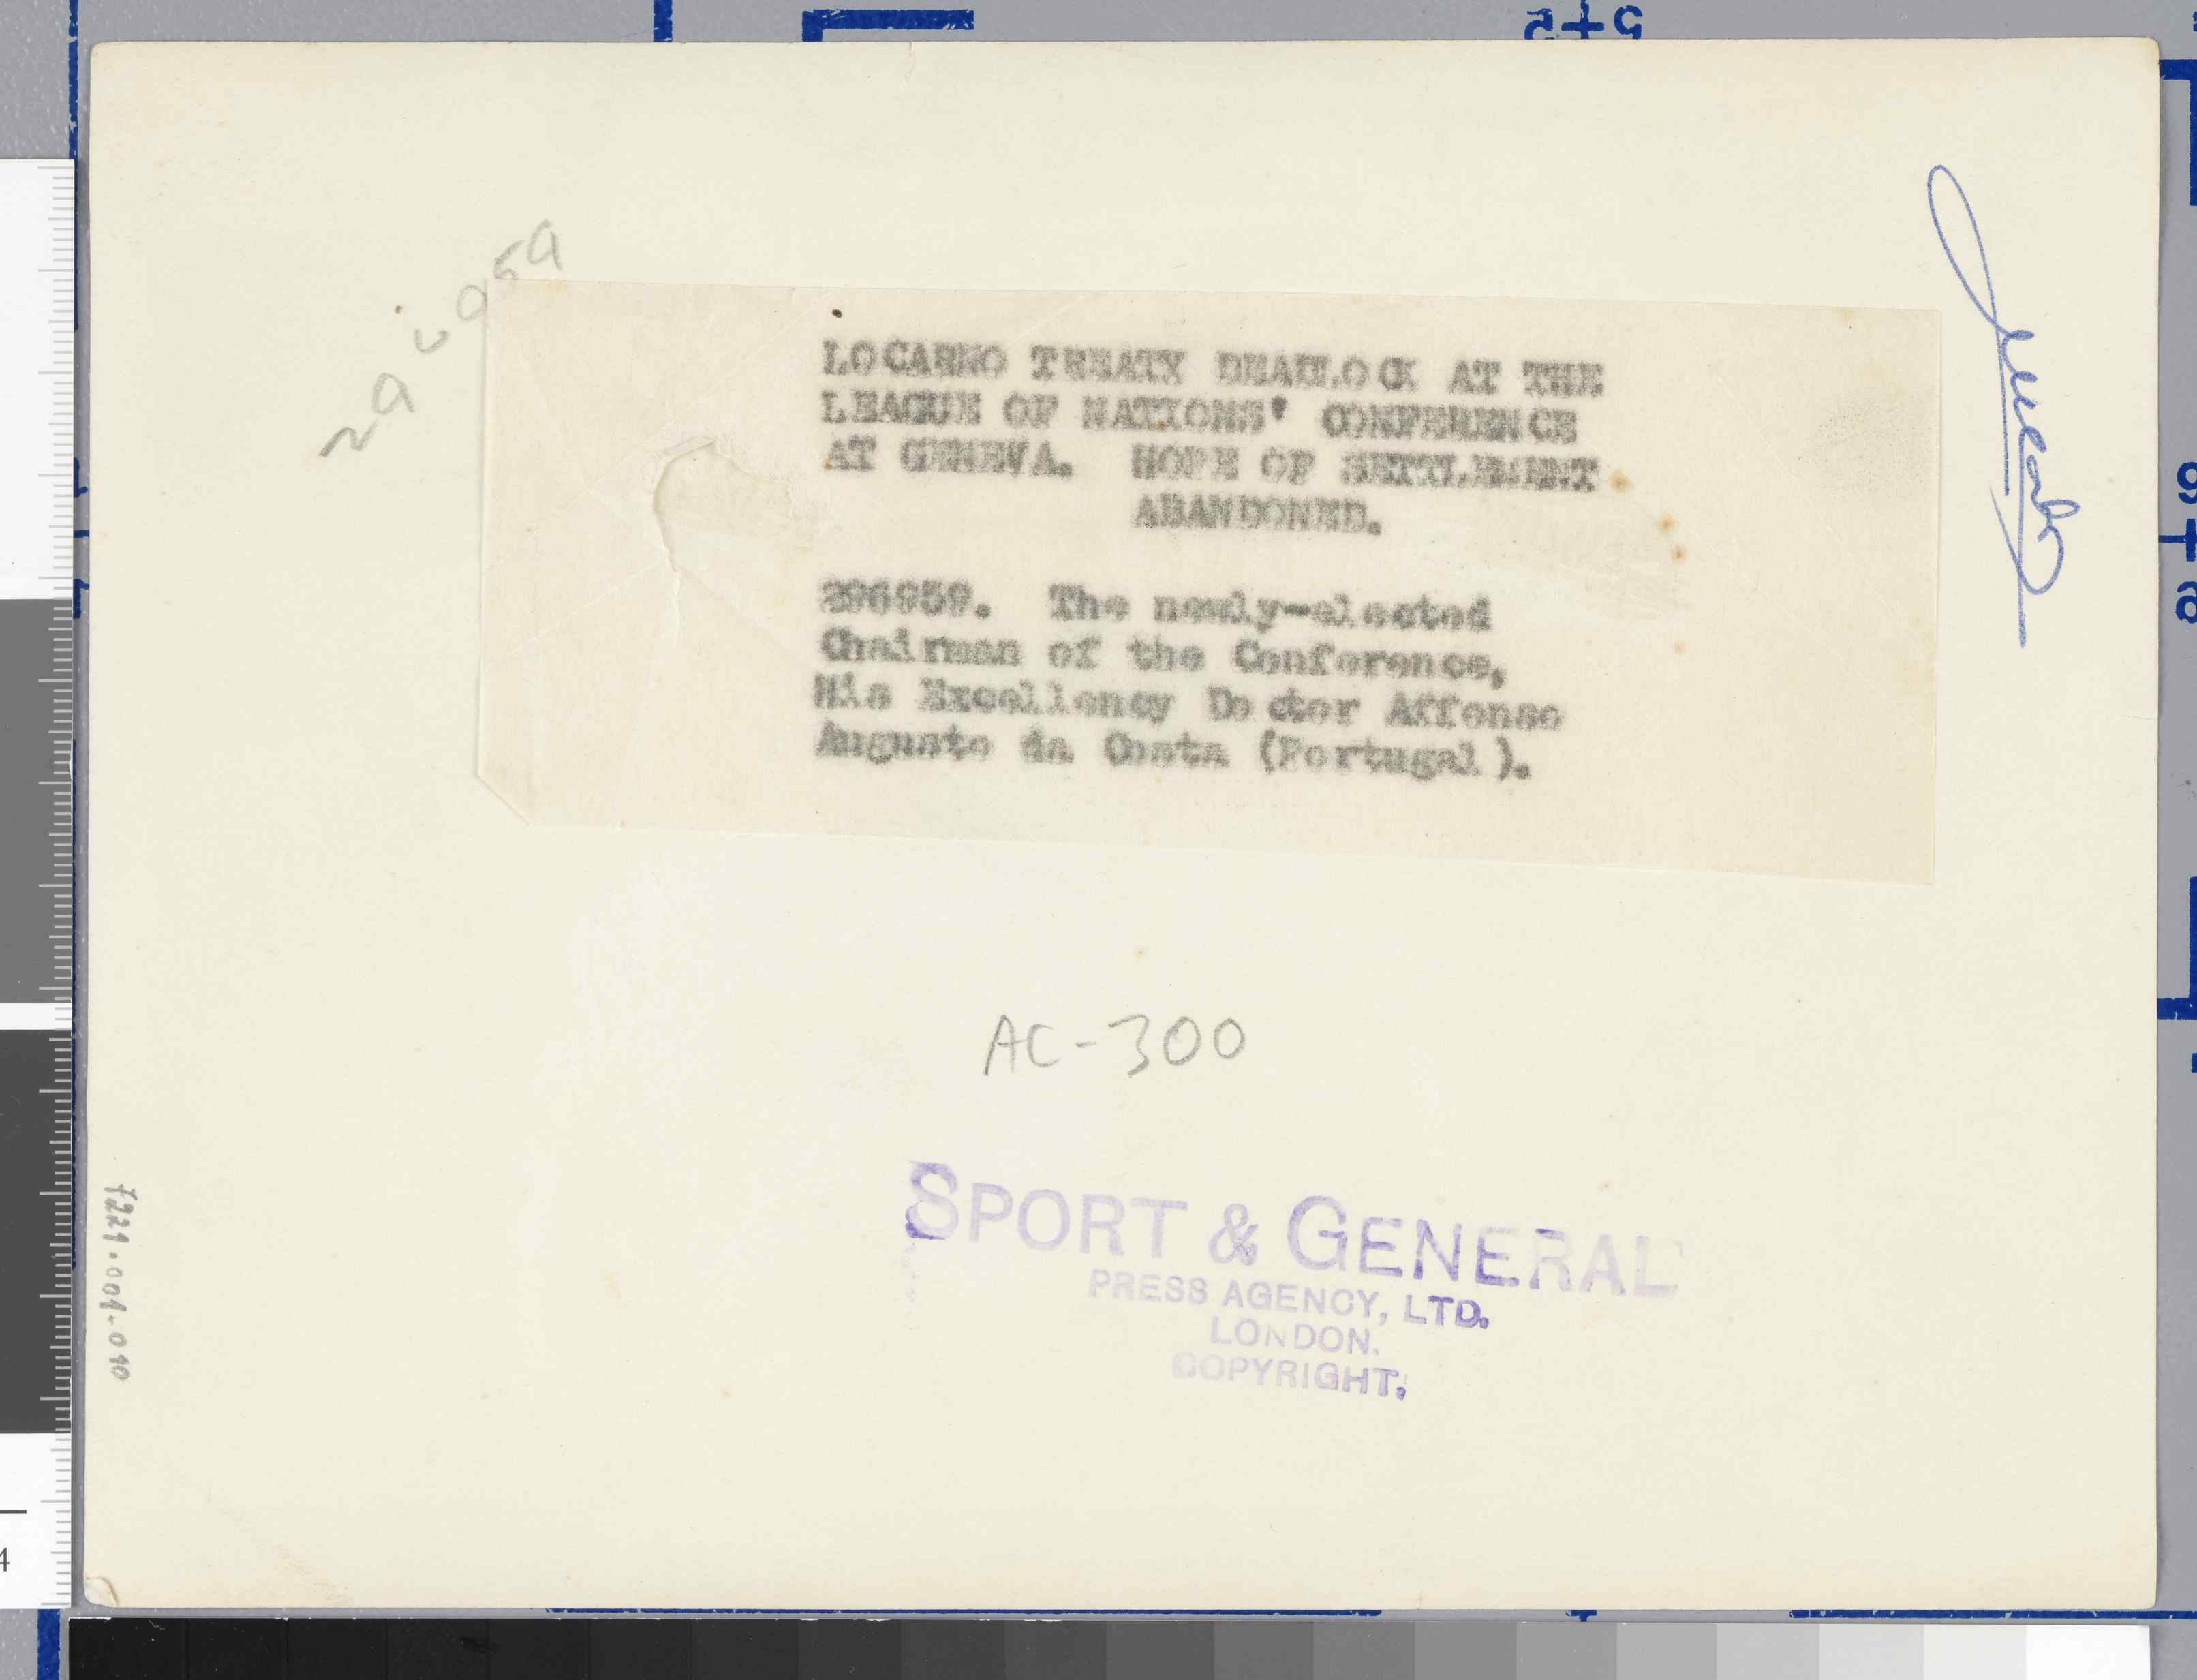 LOCARNO TREATY DEADLOCK AT THE
LEAGUE OF NATIONS' CONFERENCE
AT GENEVA. HOPE OF SETTLEMENT
ABANDONED.
296959. The newly-elected
Chairman of the Conference,
His Excellency Doctor Affonso
Augusto da Costa (Portugal).
AC-300
SPORT & GENERAL
PRESS AGENCY, LTD.
LONDON.
COPYRIGHT.
7221.001.010
4